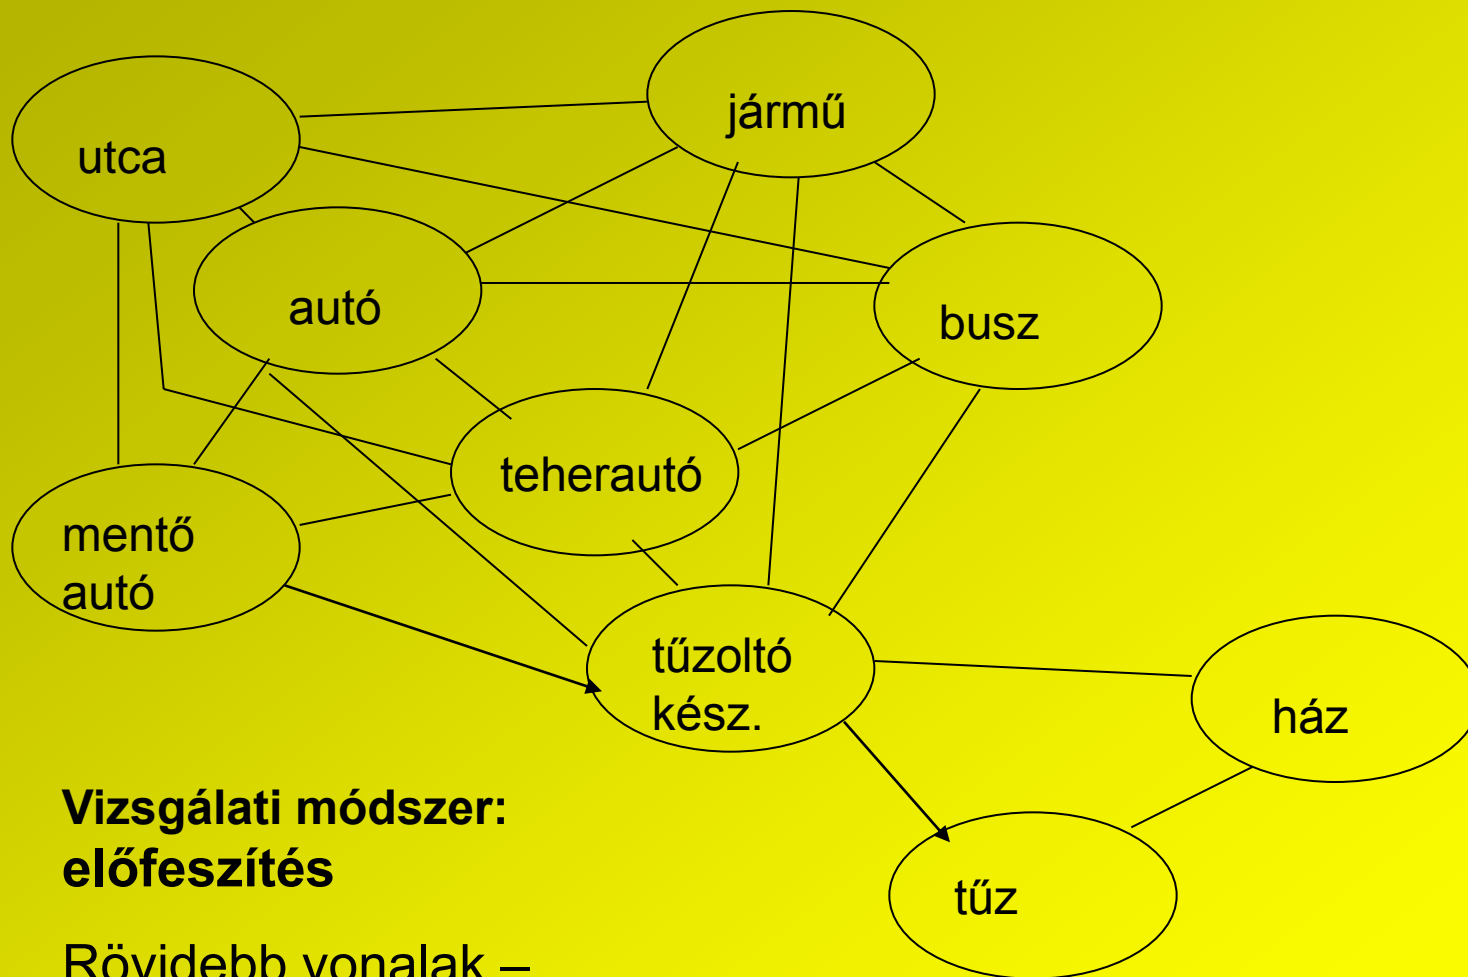 jármű
utca
autó
busz
teherautó
mentő
autó
tűzoltó
kész.
ház
tűz
Vizsgálati módszer:
előfeszítés
Rövidebb vonalak –